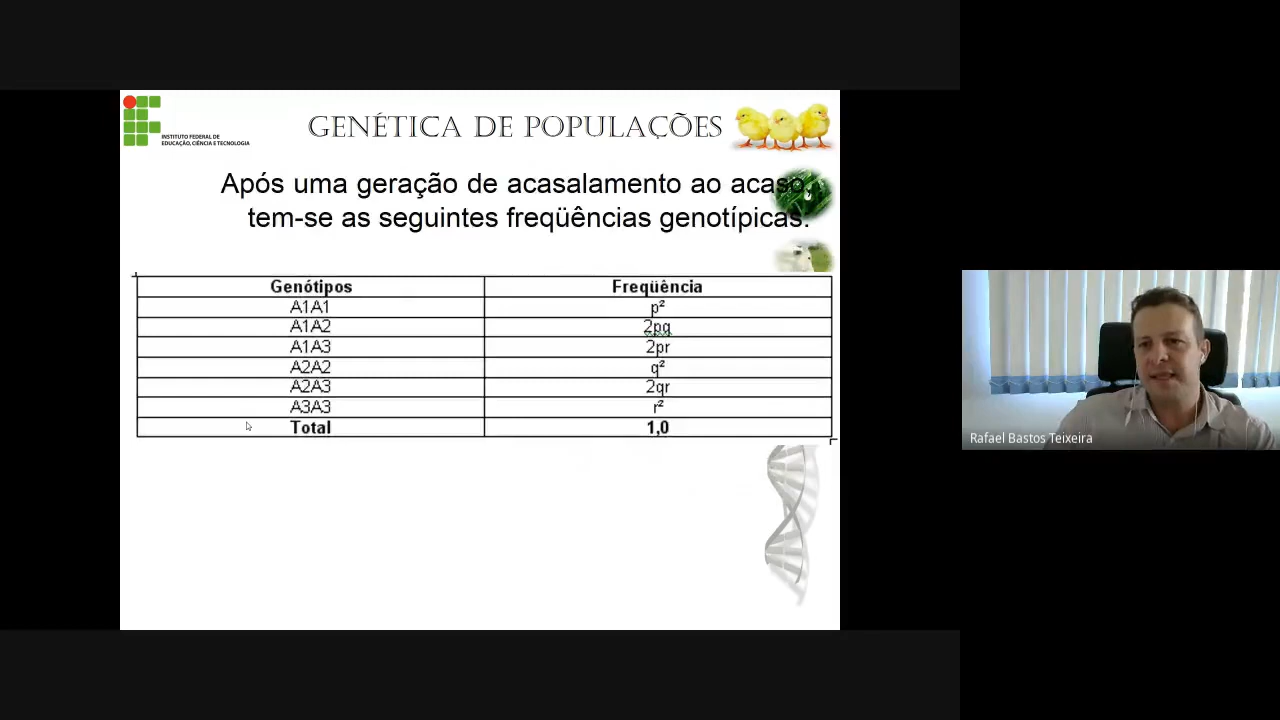 INSTITUTO FEDERAL DE
EDUCAÇÃO, CIÊNCIA E TECNOLOGIA
GENÉTICA DE POPULAÇÕES
Após uma geração de acasalamento ao acaso,
tem-se as seguintes freqüências genotípicas:
Genótipos Freqüência
A1A1 p²
A1A2 2pq
A1A3 2pr
A2A2 q²
A2A3 2qr
A3A3 r²
Total 1,0
Rafael Bastos Teixeira